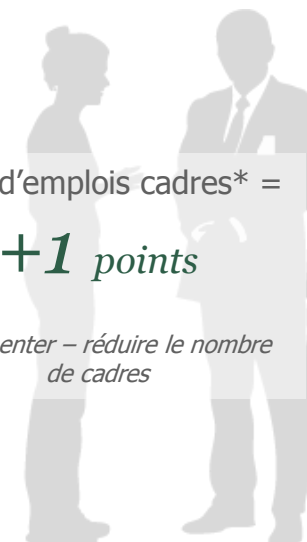 d’emplois cadres* =
+1 points
enter – réduire le nombre
de cadres